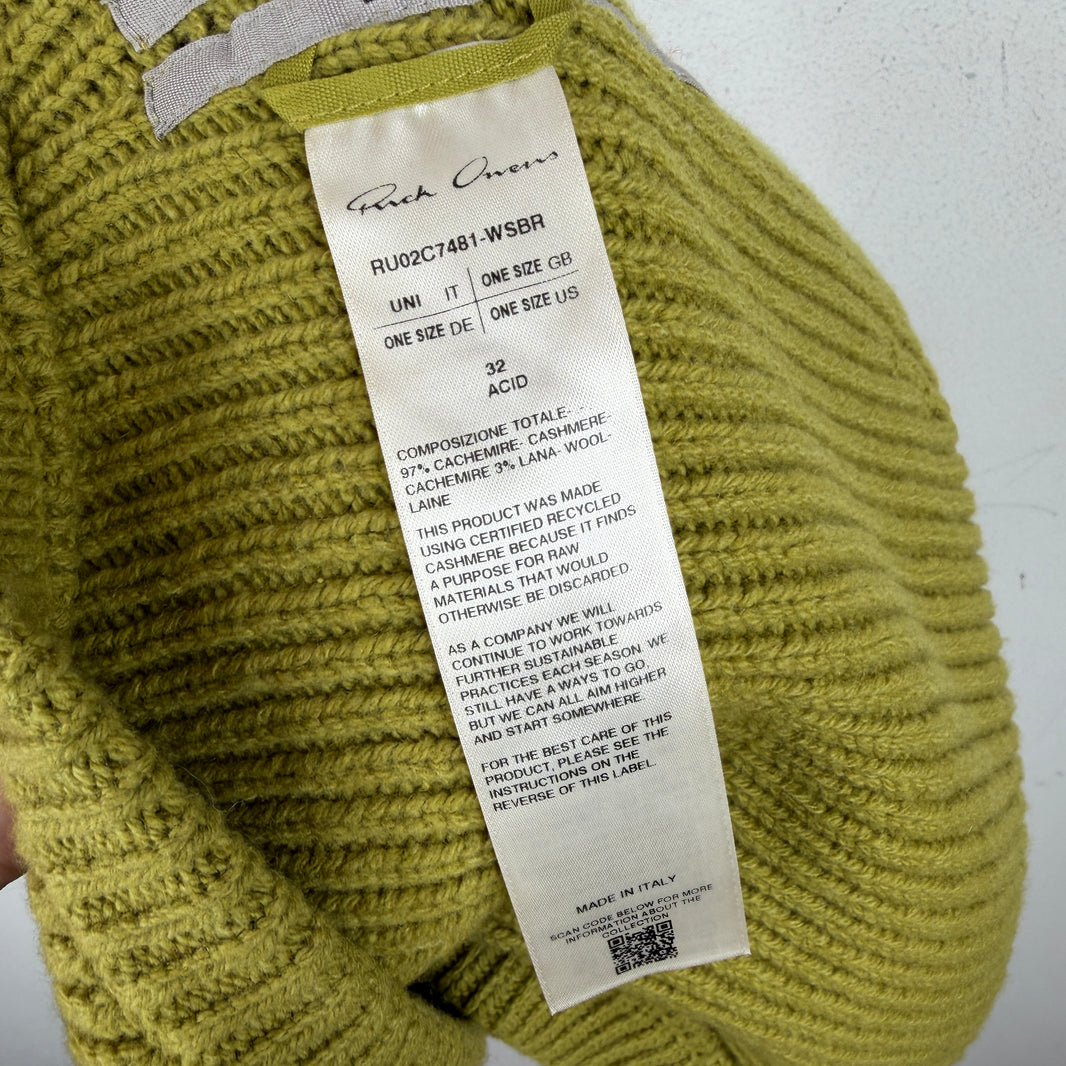 Rick Owens
RU02C7481-WSBR
UNI IT ONE SIZE GB
ONE SIZE DE ONE SIZE US
32
ACID
COMPOSIZIONE TOTALE- -
97% CACHEMIRE- CASHMERE-
CACHEMIRE 3% LANA- WOOL-
LAINE
THIS PRODUCT WAS MADE
USING CERTIFIED RECYCLED
CASHMERE BECAUSE IT FINDS
A PURPOSE FOR RAW
MATERIALS THAT WOULD
OTHERWISE BE DISCARDED.
AS A COMPANY WE WILL
CONTINUE TO WORK TOWARDS
FURTHER SUSTAINABLE
PRACTICES EACH SEASON. WE
STILL HAVE A WAYS TO GO,
BUT WE CAN ALL AIM HIGHER
AND START SOMEWHERE.
FOR THE BEST CARE OF THIS
PRODUCT, PLEASE SEE THE
INSTRUCTIONS ON THE
REVERSE OF THIS LABEL.
MADE IN ITALY
SCAN CODE BELOW FOR MORE
INFORMATION ABOUT THE
COLLECTION